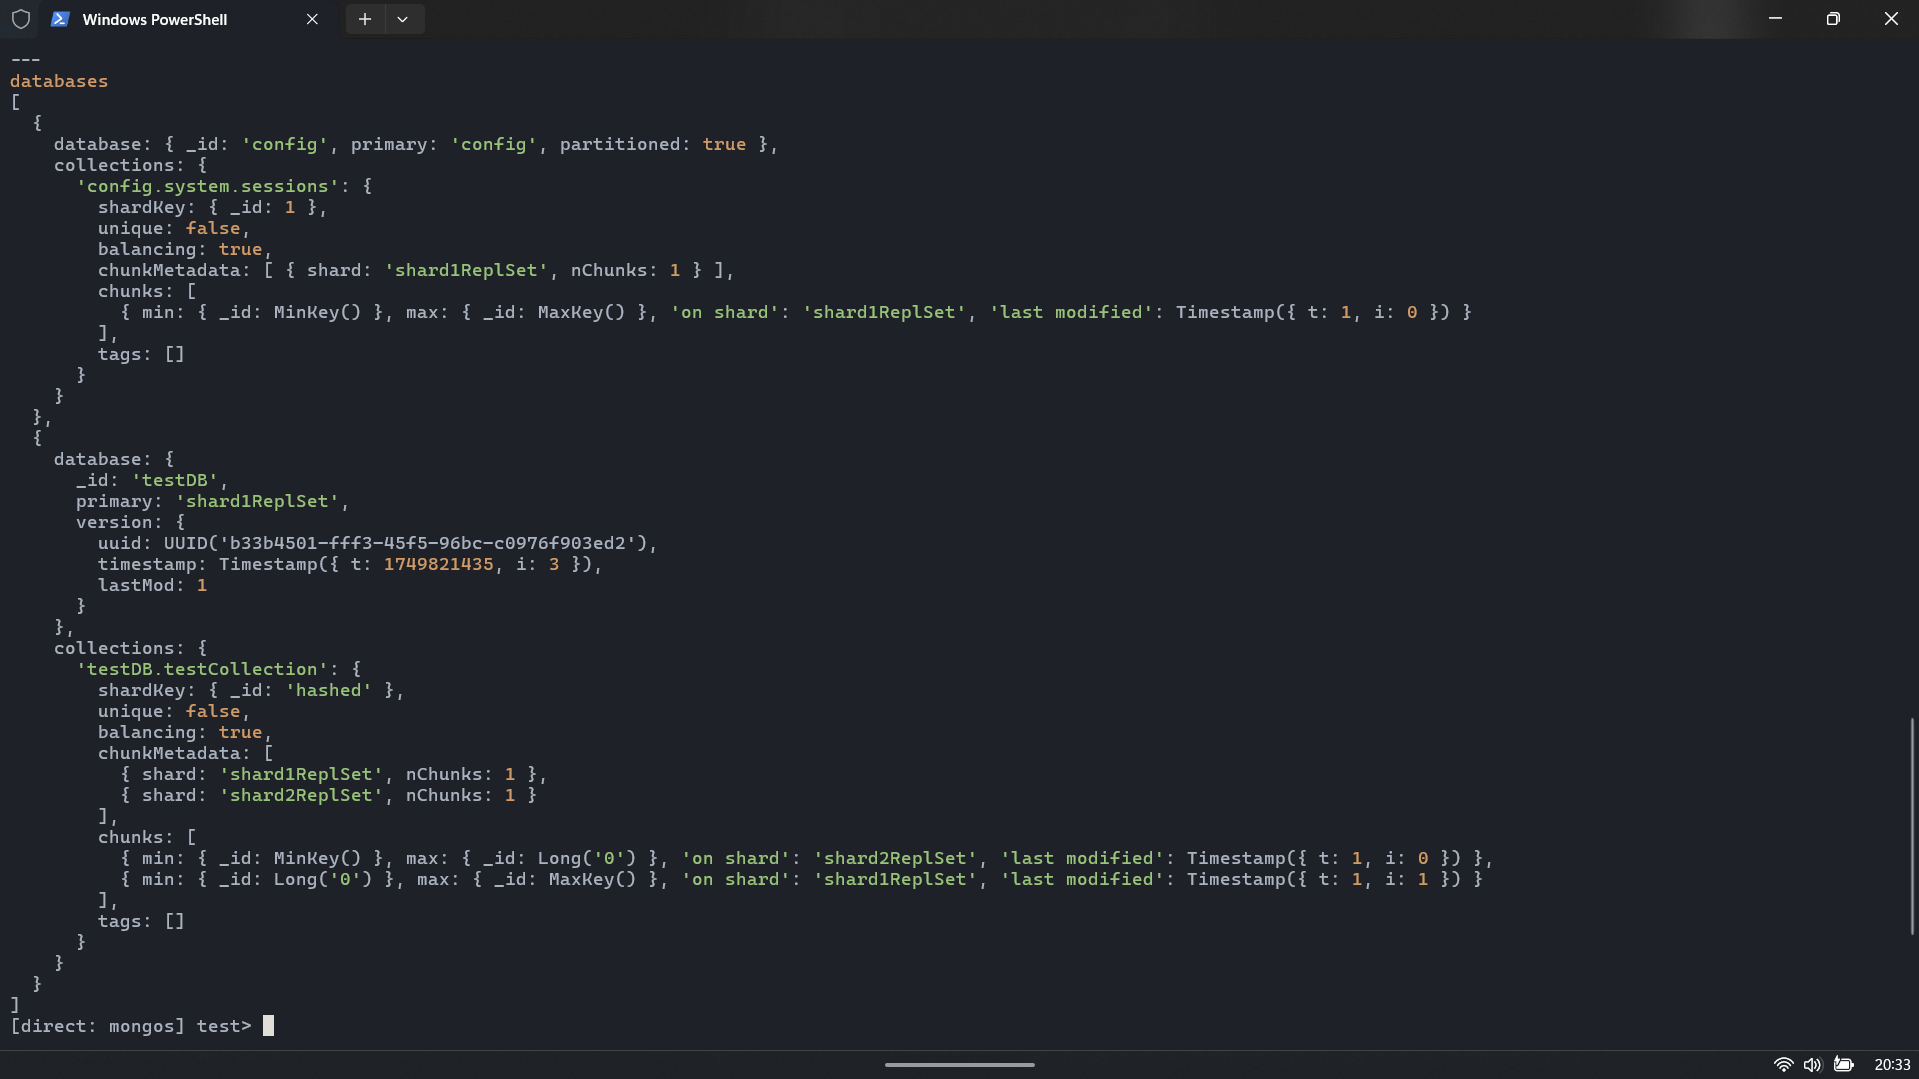 Windows PowerShell
---
databases
[
  {
    database: { _id: 'config', primary: 'config', partitioned: true },
    collections: {
      'config.system.sessions': {
        shardKey: { _id: 1 },
        unique: false,
        balancing: true,
        chunkMetadata: [ { shard: 'shard1ReplSet', nChunks: 1 } ],
        chunks: [
          { min: { _id: MinKey() }, max: { _id: MaxKey() }, 'on shard': 'shard1ReplSet', 'last modified': Timestamp({ t: 1, i: 0 }) }
        ],
        tags: []
      }
    }
  },
  {
    database: {
      _id: 'testDB',
      primary: 'shard1ReplSet',
      version: {
        uuid: UUID('b33b4501-fff3-45f5-96bc-c0976f903ed2'),
        timestamp: Timestamp({ t: 1749821435, i: 3 }),
        lastMod: 1
      }
    },
    collections: {
      'testDB.testCollection': {
        shardKey: { _id: 'hashed' },
        unique: false,
        balancing: true,
        chunkMetadata: [
          { shard: 'shard1ReplSet', nChunks: 1 },
          { shard: 'shard2ReplSet', nChunks: 1 }
        ],
        chunks: [
          { min: { _id: MinKey() }, max: { _id: Long('0') }, 'on shard': 'shard2ReplSet', 'last modified': Timestamp({ t: 1, i: 0 }) },
          { min: { _id: Long('0') }, max: { _id: MaxKey() }, 'on shard': 'shard1ReplSet', 'last modified': Timestamp({ t: 1, i: 1 }) }
        ],
        tags: []
      }
    }
  }
]
[direct: mongos] test>
20:33